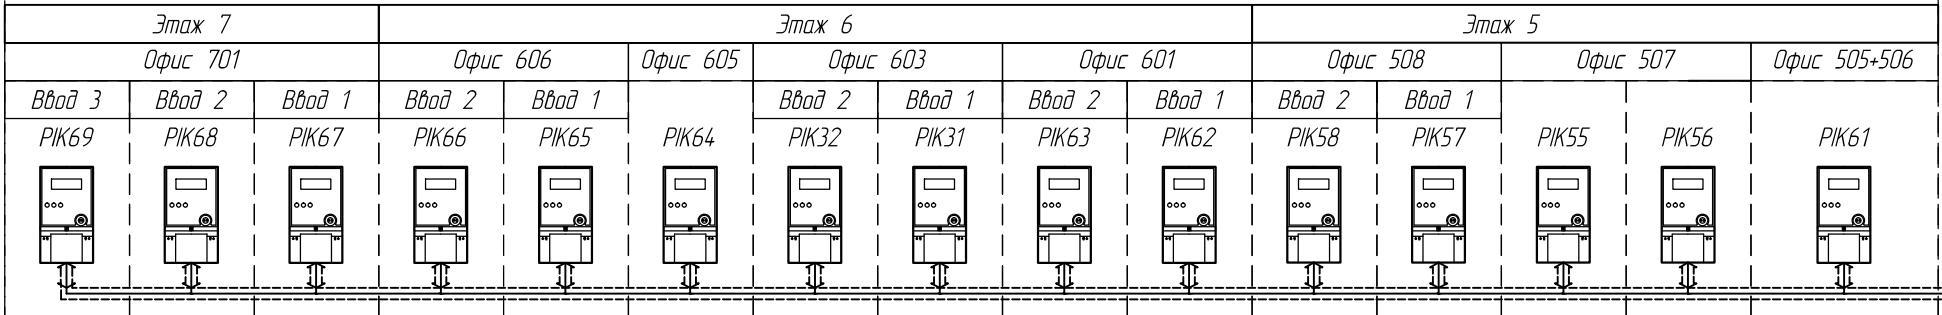 Этаж 7 Этаж 6 Этаж 5
Офис 701 Офис 606 Офис 605 Офис 603 Офис 601 Офис 508 Офис 507 Офис 505+506
Ввод 3 Ввод 2 Ввод 1 Ввод 2 Ввод 1 Ввод 2 Ввод 1 Ввод 2 Ввод 1 Ввод 2 Ввод 1
PIK69 PIK68 PIK67 PIK66 PIK65 PIK64 PIK32 PIK31 PIK63 PIK62 PIK58 PIK57 PIK55 PIK56 PIK61